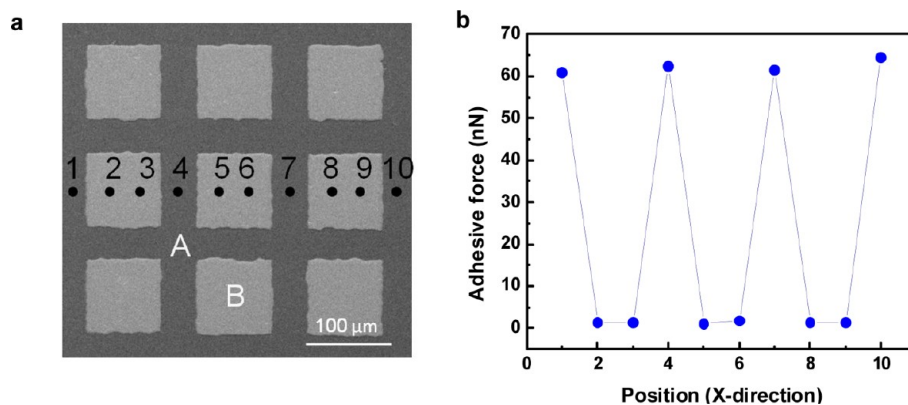 a
1 2 3 4 5 6 7 8 9 10
A
B
100 μm
b
70
60
50
40
30
20
10
0
Adhesive force (nN)
0 2 4 6 8 10
Position (X-direction)